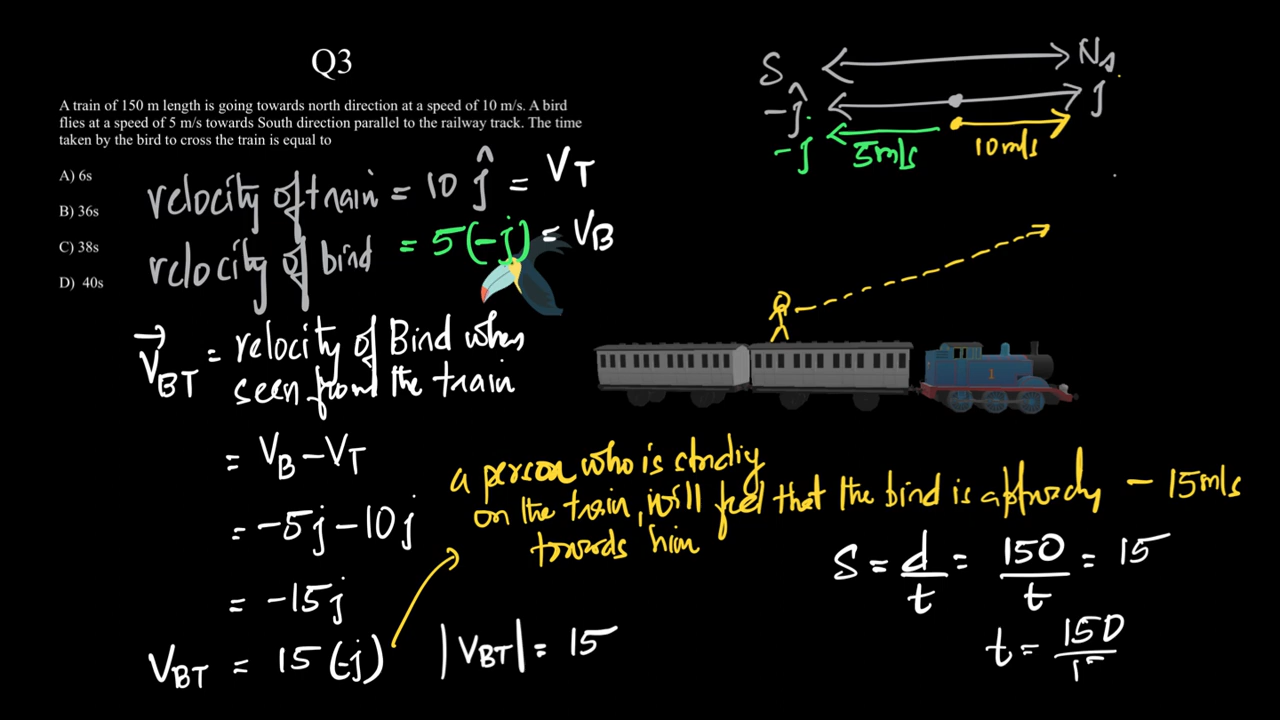 Q3
A train of 150 m length is going towards north direction at a speed of 10 m/s. A bird
flies at a speed of 5 m/s towards South direction parallel to the railway track. The time
taken by the bird to cross the train is equal to
A) 6s
B) 36s
C) 38s
D) 40s
S
-ĵ ĵ
-j 5m/s 10m/s
velocity of train = 10 ĵ = VT
velocity of bird = 5(-j) = VB
V⃗BT = velocity of Bird when
seen from the train
= VB - VT
= -5j - 10j
= -15j
VBT = 15(-j) |VBT| = 15
a person who is
on the train, will feel that the bird is - 15m/s
towards him
S = d/t = 150/t = 15
t = 150/15
1